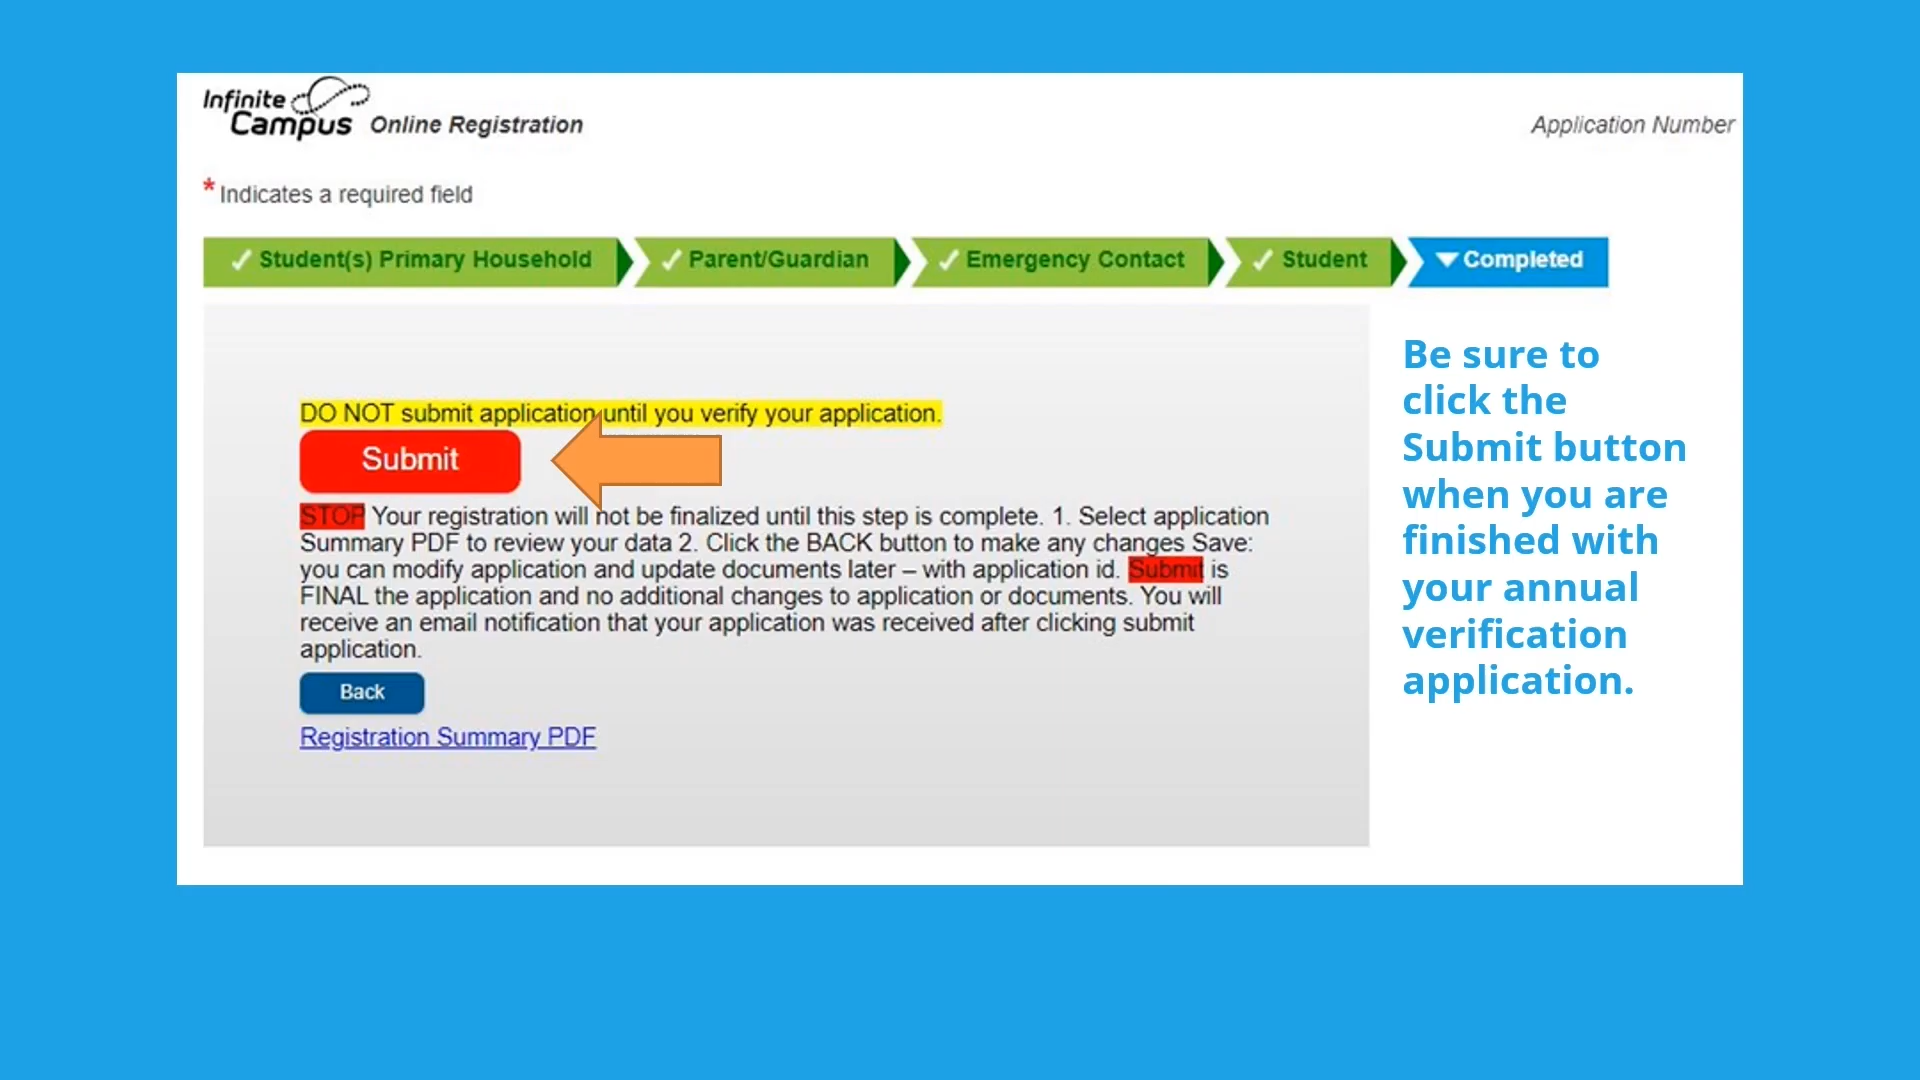 Infinite
Campus Online Registration
Application Number
* Indicates a required field
Student(s) Primary Household
Parent/Guardian
Emergency Contact
Student
Completed
DO NOT submit application until you verify your application.
Submit
STOP Your registration will not be finalized until this step is complete. 1. Select application
Summary PDF to review your data 2. Click the BACK button to make any changes Save:
you can modify application and update documents later – with application id. Submit is
FINAL the application and no additional changes to application or documents. You will
receive an email notification that your application was received after clicking submit
application.
Back
Registration Summary PDF
Be sure to
click the
Submit button
when you are
finished with
your annual
verification
application.